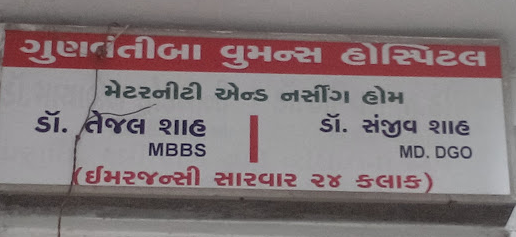 ગુણવંતીબા વુમન્સ હોસ્પિટલ
મેટરનીટી એન્ડ નર્સીંગ હોમ
ડૉ. તેજલ શાહ
MBBS
ડૉ. સંજીવ શાહ
MD. DGO
(ઈમરજન્સી સારવાર ૨૪ કલાક)